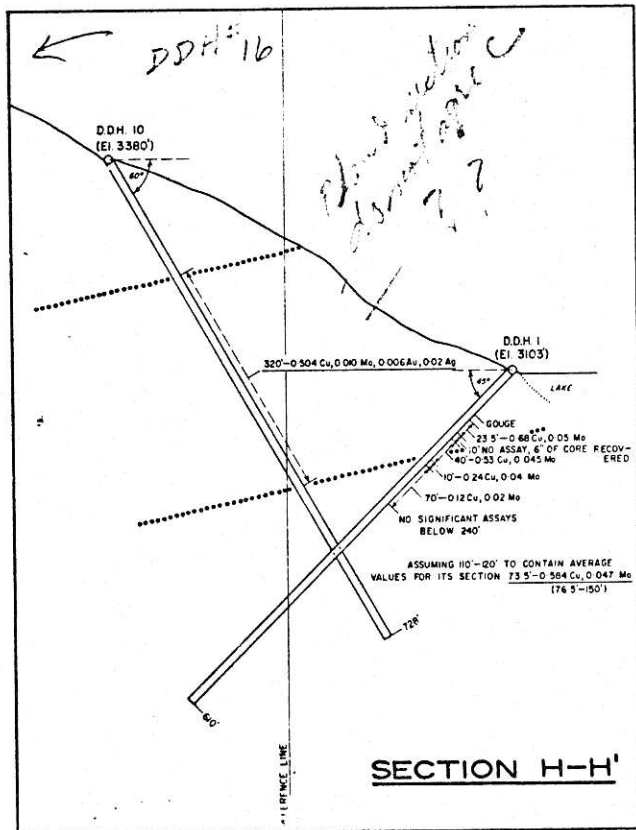 DDH# 16
D.D.H. 10
(El. 3380')
60°
D.D.H. 1
(El. 3103')
320'-0.504 Cu, 0.010 Mo, 0.006 Au, 0.02 Ag
45°
LAKE
GOUGE
23.5'-0.68 Cu, 0.05 Mo
10' NO ASSAY, 6" OF CORE RECOV-
ERED
40'-0.53 Cu, 0.045 Mo
10'-0.24 Cu, 0.04 Mo
70'-0.12 Cu, 0.02 Mo
NO SIGNIFICANT ASSAYS
BELOW 240'
ASSUMING 110'-120' TO CONTAIN AVERAGE
VALUES FOR ITS SECTION 73.5'-0.584 Cu, 0.047 Mo
(76.5'-150')
728'
610'
LINE
SECTION H-H'